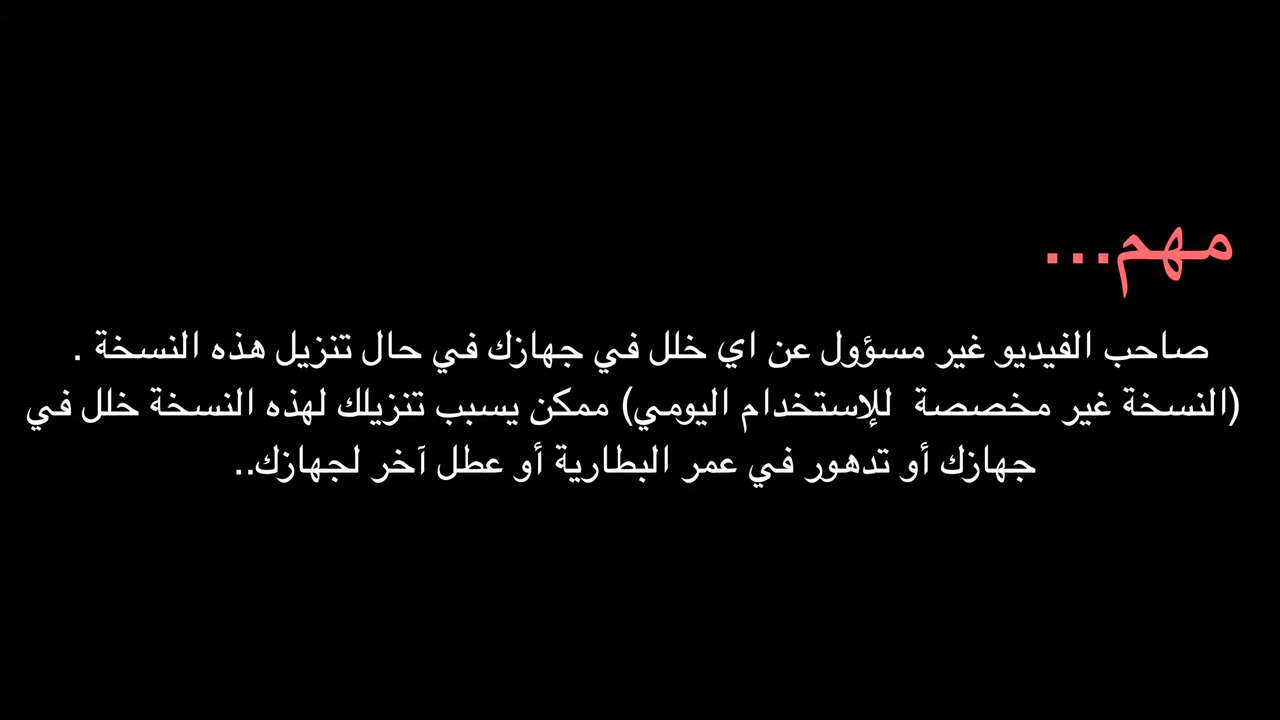 مهم...
صاحب الفيديو غير مسؤول عن اي خلل في جهازك في حال تنزيل هذه النسخة .
(النسخة غير مخصصة  للإستخدام اليومي) ممكن يسبب تنزيلك لهذه النسخة خلل في
جهازك أو تدهور في عمر البطارية أو عطل آخر لجهازك..